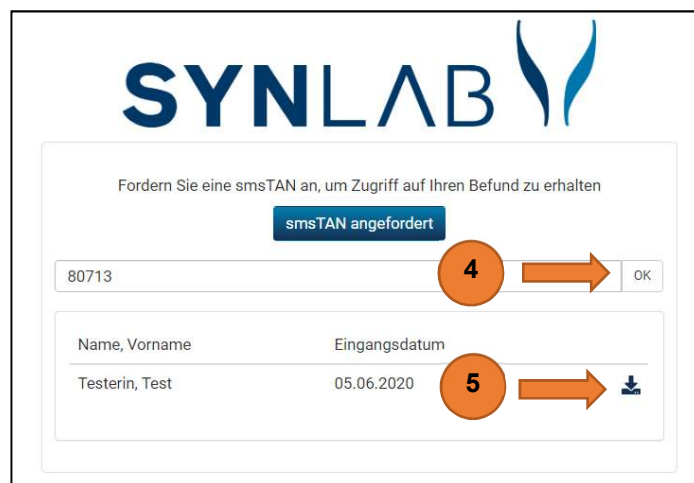 SYNLAB
Fordern Sie eine smsTAN an, um Zugriff auf Ihren Befund zu erhalten
smsTAN angefordert
80713 4 OK
Name, Vorname Eingangsdatum
Testerin, Test 05.06.2020 5